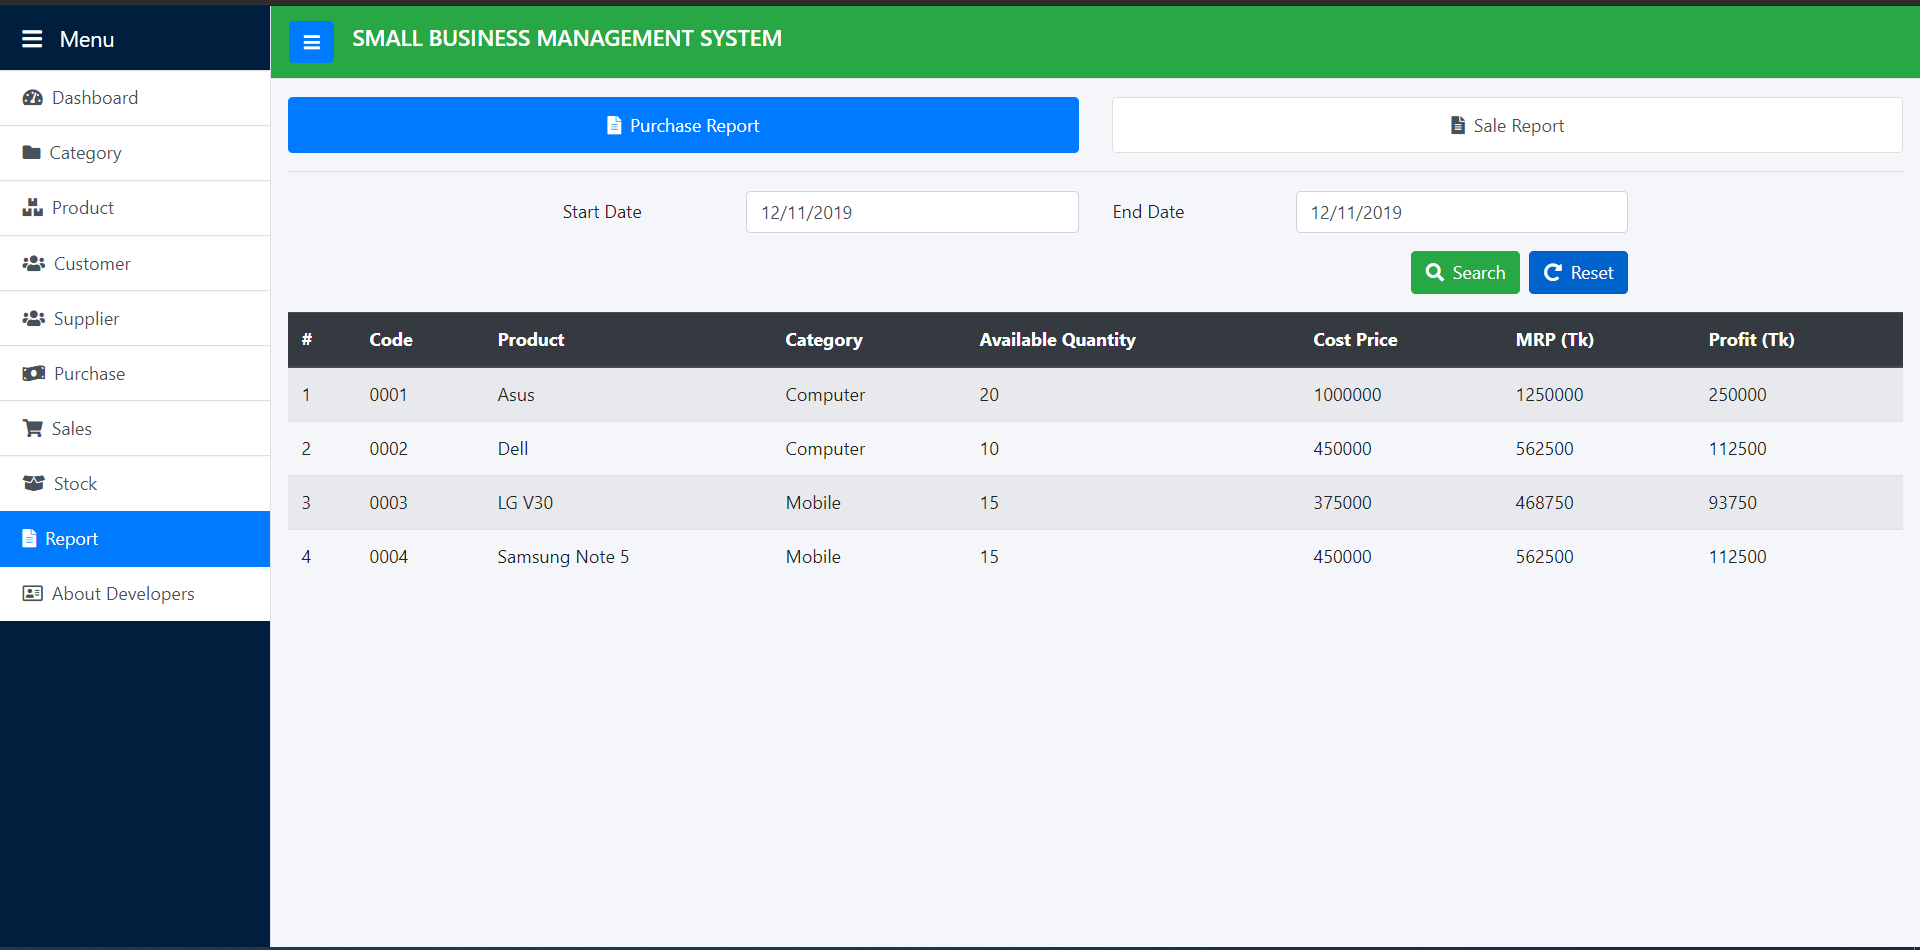 Menu
SMALL BUSINESS MANAGEMENT SYSTEM
Dashboard
Category
Product
Customer
Supplier
Purchase
Sales
Stock
Report
About Developers
Purchase Report
Sale Report
Start Date 12/11/2019 End Date 12/11/2019
Search Reset
# Code Product Category Available Quantity Cost Price MRP (Tk) Profit (Tk)
1 0001 Asus Computer 20 1000000 1250000 250000
2 0002 Dell Computer 10 450000 562500 112500
3 0003 LG V30 Mobile 15 375000 468750 93750
4 0004 Samsung Note 5 Mobile 15 450000 562500 112500